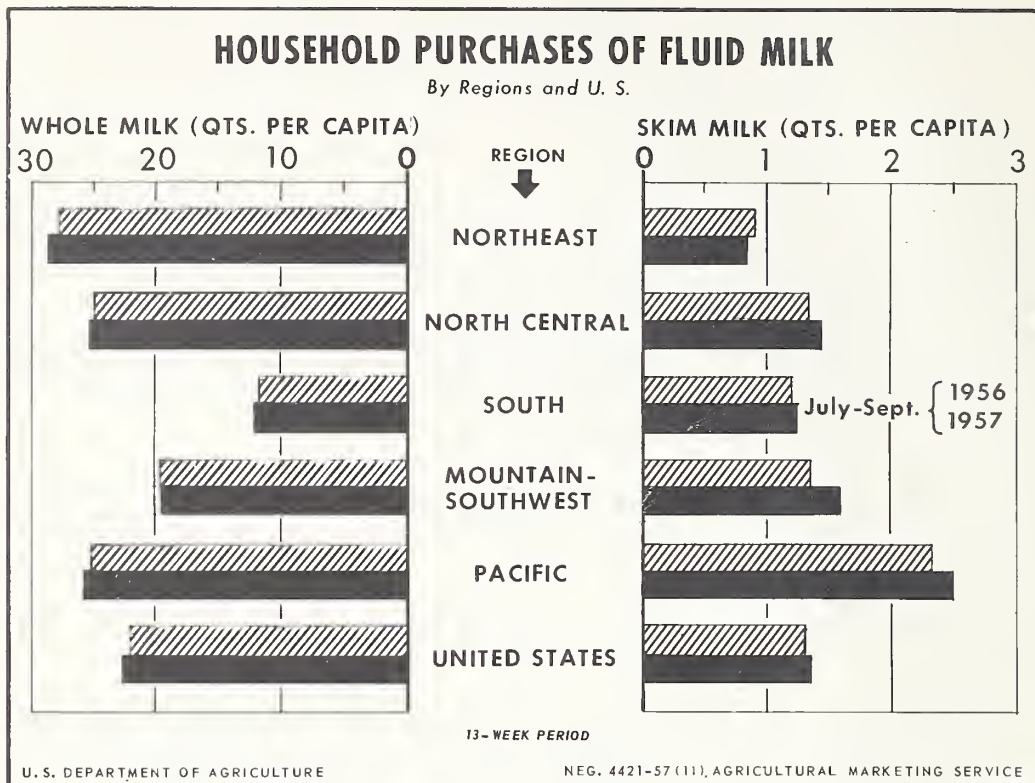 HOUSEHOLD PURCHASES OF FLUID MILK
By Regions and U. S.
WHOLE MILK (QTS. PER CAPITA)
SKIM MILK (QTS. PER CAPITA)
30 20 10 0
REGION
0 1 2 3
NORTHEAST
NORTH CENTRAL
SOUTH
July-Sept. { 1956
1957
MOUNTAIN-
SOUTHWEST
PACIFIC
UNITED STATES
13-WEEK PERIOD
U.S. DEPARTMENT OF AGRICULTURE
NEG. 4421-57(11), AGRICULTURAL MARKETING SERVICE